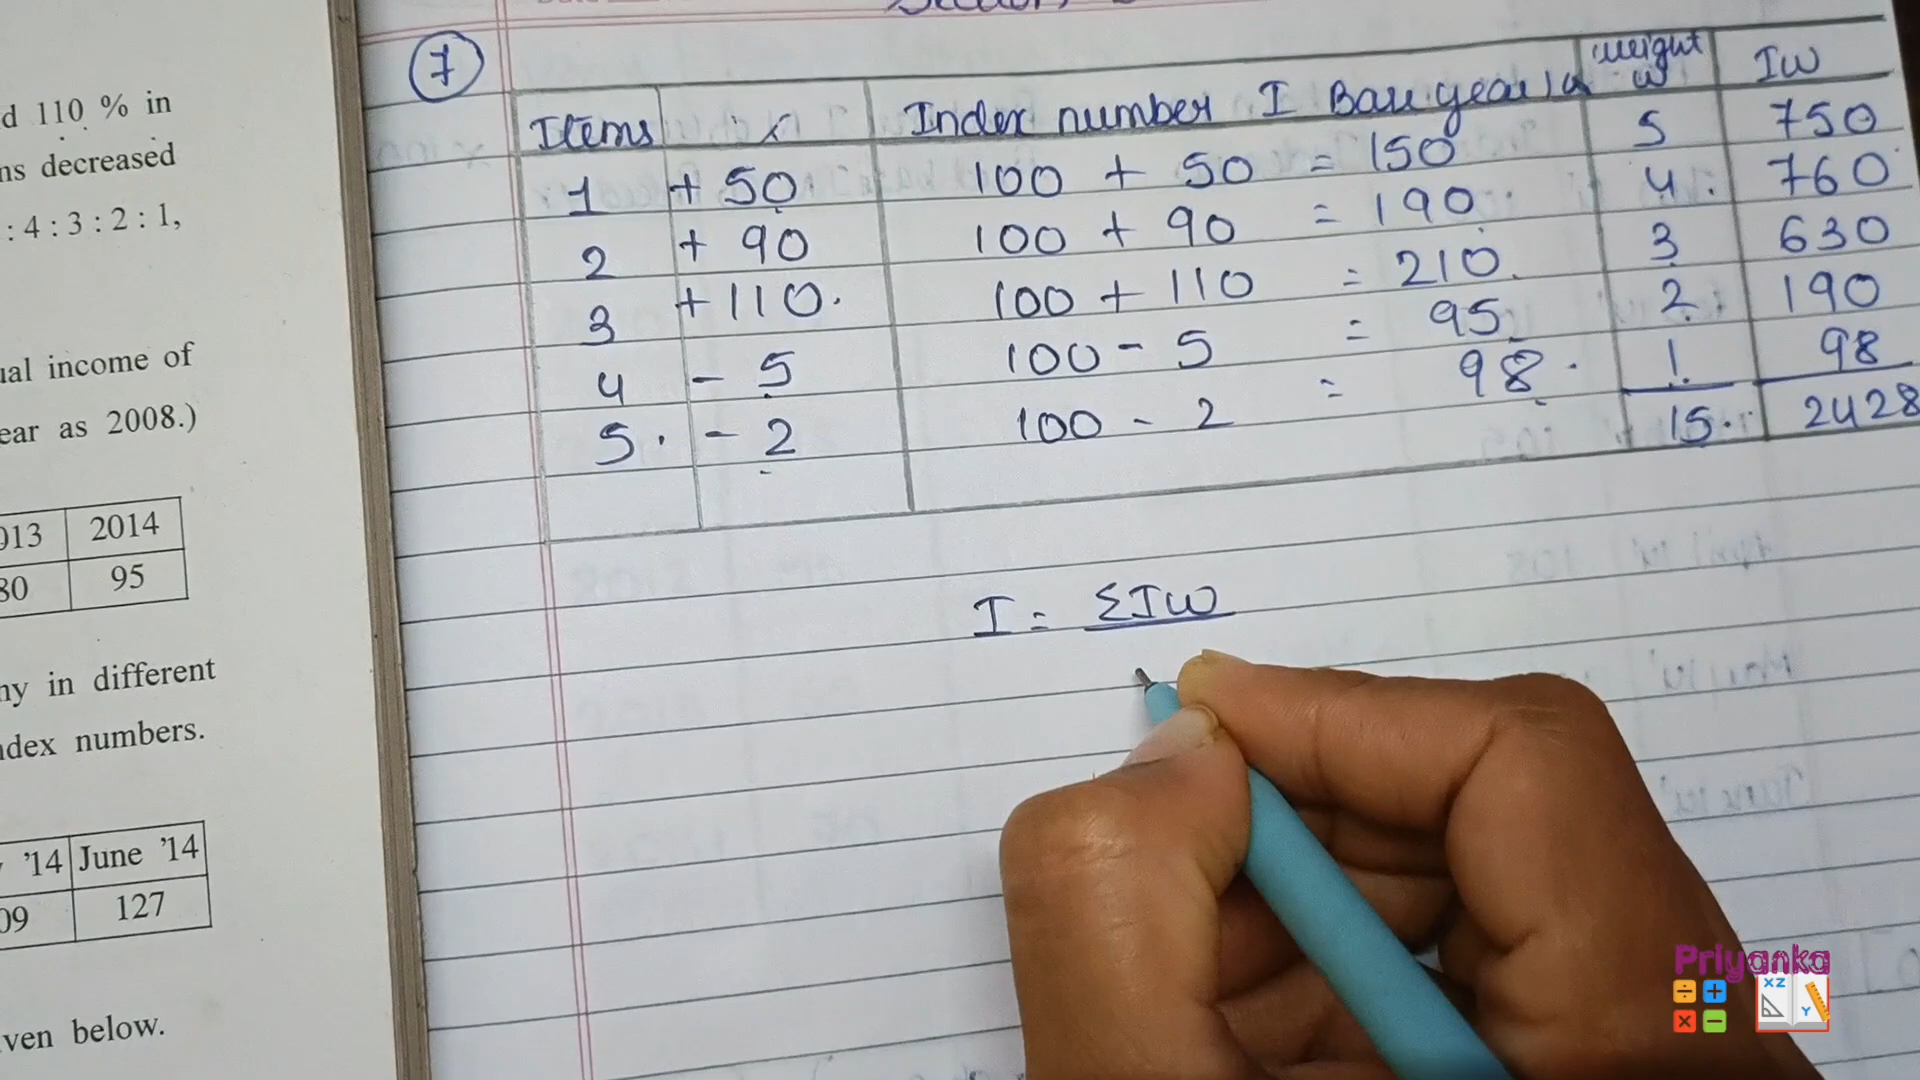 d 110 % in
ns decreased
: 4 : 3 : 2 : 1,
ual income of
ear as 2008.)
013 2014
80 95
ny in different
ndex numbers.
'14 June '14
09 127
ven below.
7
Items % Index number I Base year 100 weight w Iw
1 + 50 100 + 50 = 150 5 750
2 + 90 100 + 90 = 190 4. 760
3 + 110. 100 + 110 = 210. 3 630
4 - 5 100 - 5 = 95 2 190
5. - 2 100 - 2 = 98. 1 98
15. 2428
I = ΣIW
Priyanka
÷ + XZ
× − Y